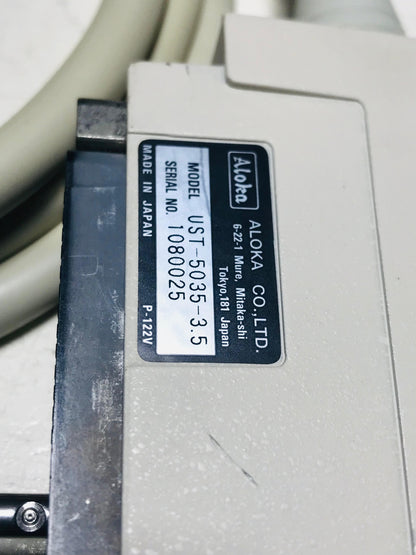 Aloka
ALOKA CO.,LTD.
6-22-1 Mure, Mitaka-shi
Tokyo,181 Japan
MODEL UST-5035-3.5
SERIAL NO. 1080025
MADE IN JAPAN P-122V